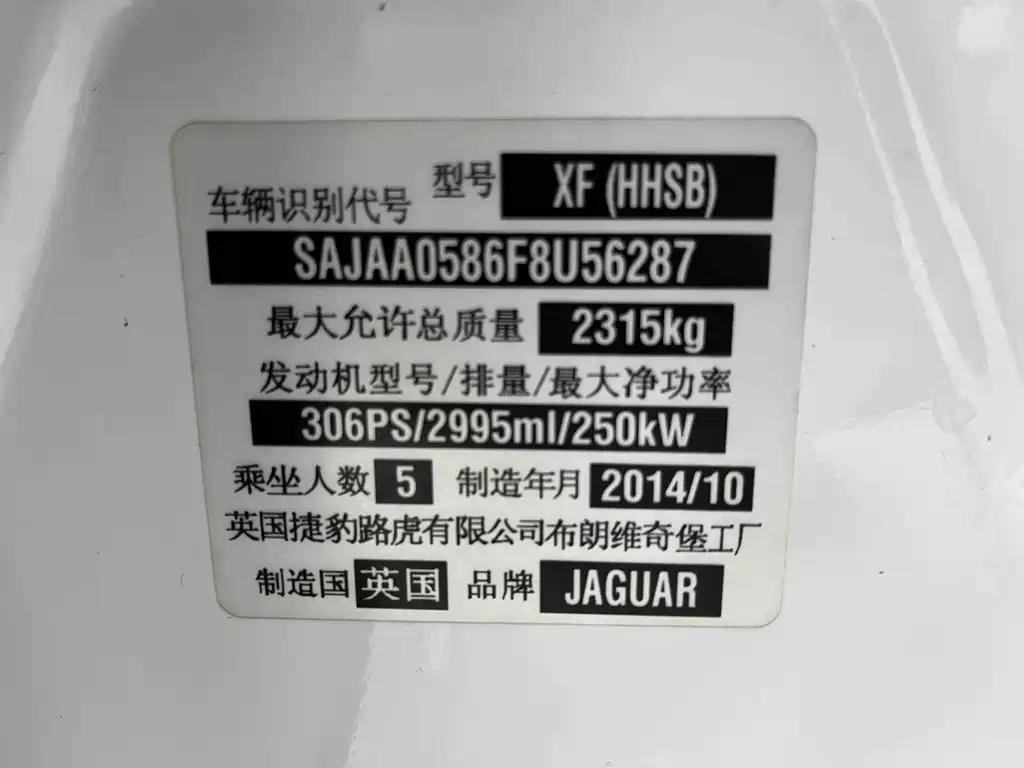 型号 XF (HHSB)
车辆识别代号
SAJAA0586F8U56287
最大允许总质量 2315kg
发动机型号/排量/最大净功率
306PS/2995ml/250kW
乘坐人数 5 制造年月 2014/10
英国捷豹路虎有限公司布朗维奇堡工厂
制造国 英国 品牌 JAGUAR